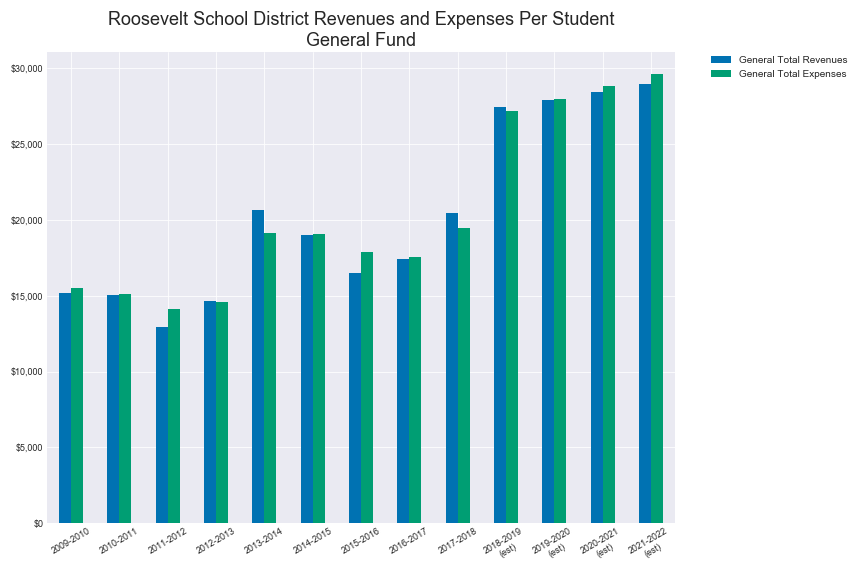 Roosevelt School District Revenues and Expenses Per Student
General Fund
General Total Revenues
General Total Expenses
$30,000
$25,000
$20,000
$15,000
$10,000
$5,000
$0
2009-2010
2010-2011
2011-2012
2012-2013
2013-2014
2014-2015
2015-2016
2016-2017
2017-2018
2018-2019
(est)
2019-2020
(est)
2020-2021
(est)
2021-2022
(est)